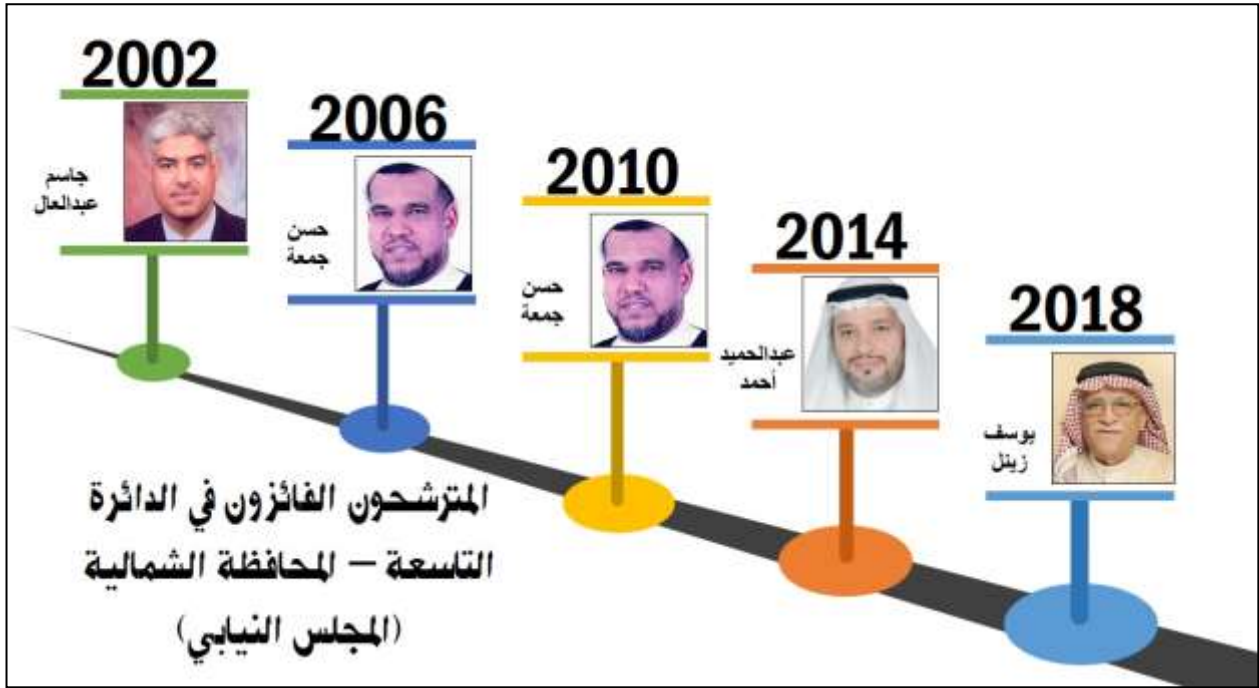 2002
جاسم
عبدالعال
2006
حسن
جمعة
2010
حسن
جمعة
2014
عبدالحميد
أحمد
2018
يوسف
زينل
المترشحون الفائزون في الدائرة
التاسعة – المحافظة الشمالية
(المجلس النيابي)